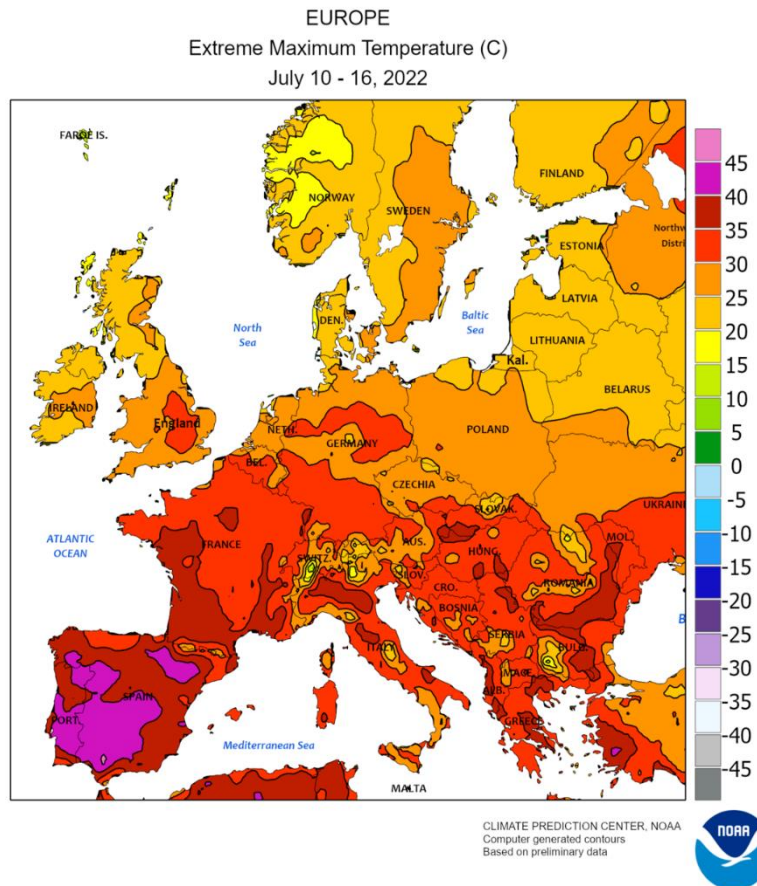 EUROPE
Extreme Maximum Temperature (C)
July 10 - 16, 2022
FAROE IS.
FINLAND
NORWAY
SWEDEN
ESTONIA
Northw
Distri
LATVIA
North
Sea
DEN.
Baltic
Sea
LITHUANIA
Kal.
BELARUS
IRELAND
England
NETH.
GERMANY
POLAND
BEL.
CZECHIA
UKRAINE
SLOVAK.
ATLANTIC
OCEAN
FRANCE
AUS.
MOL.
SWITZ.
HUNG.
SLOV.
ROMANIA
CRO.
BOSNIA
B
SERBIA
ITALY
BULG.
MACE.
SPAIN
ALB.
PORT.
GREECE
Mediterranean Sea
MALTA
45
40
35
30
25
20
15
10
5
0
-5
-10
-15
-20
-25
-30
-35
-40
-45
CLIMATE PREDICTION CENTER, NOAA
Computer generated contours
Based on preliminary data
NOAA